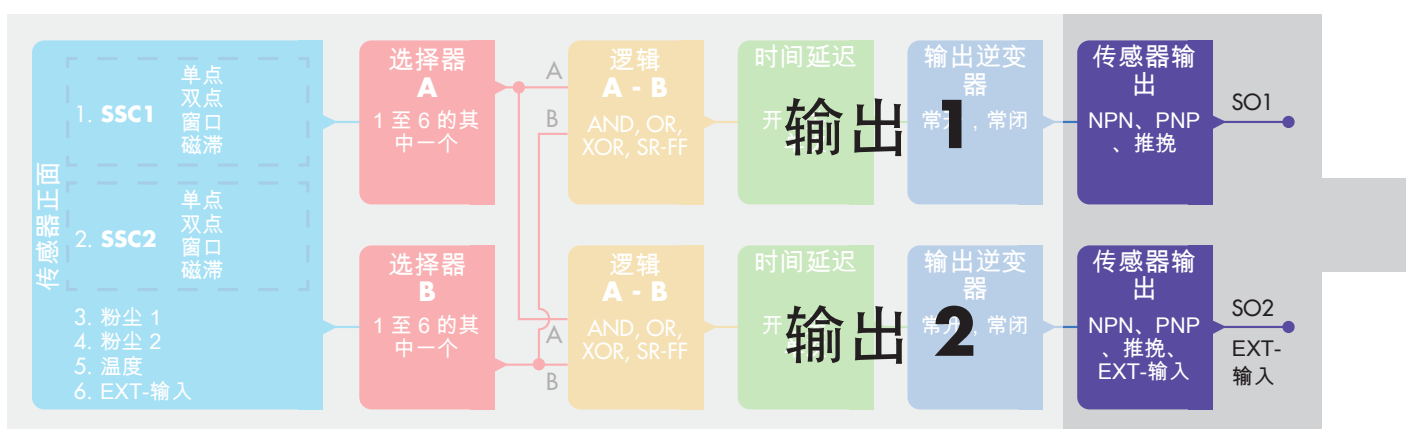 传感器正面
1. SSC1
单点
双点
窗口
磁滞
2. SSC2
单点
双点
窗口
磁滞
3. 粉尘 1
4. 粉尘 2
5. 温度
6. EXT-输入
选择器
A
1 至 6 的其
中一个
选择器
B
1 至 6 的其
中一个
A
B
A
B
逻辑
A - B
AND, OR,
XOR, SR-FF
时间延迟
开
输出逆变
器
常开 , 常闭
输出 1
传感器输
出
NPN、PNP
、推挽
SO1
逻辑
A - B
AND, OR,
XOR, SR-FF
时间延迟
开
输出逆变
器
常开 , 常闭
输出 2
传感器输
出
NPN、PNP
、推挽、
EXT-输入
SO2
EXT-
输入